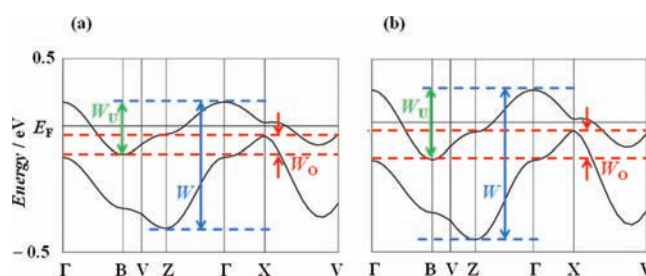 (a)
(b)
0.5
E_F
−0.5
Energy / eV
W_U
W
W_O
Γ B V Z Γ X V
W_U
W
W_O
Γ B V Z Γ X V